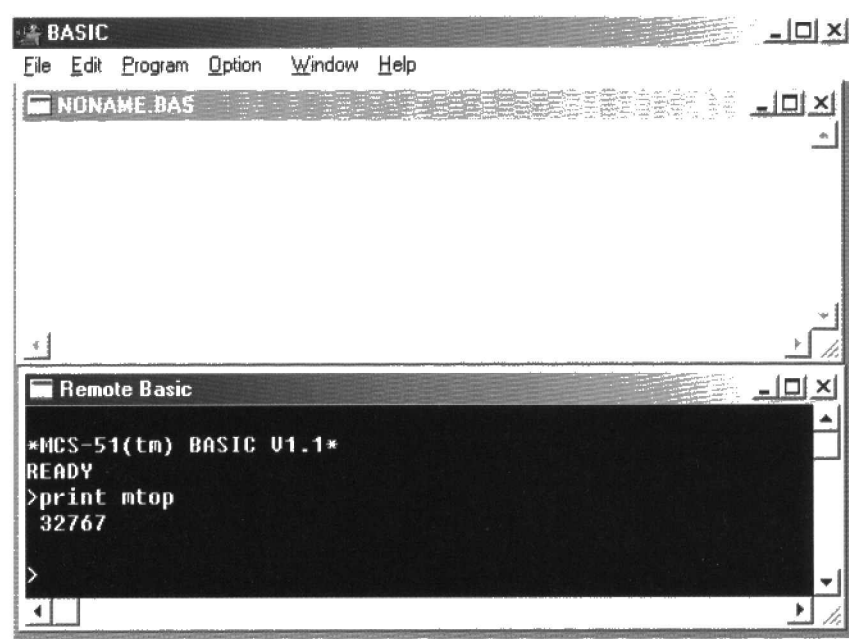 BASIC
File Edit Program Option Window Help
NONAME.BAS
Remote Basic
*MCS-51(tm) BASIC V1.1*
READY
>print mtop
32767
>